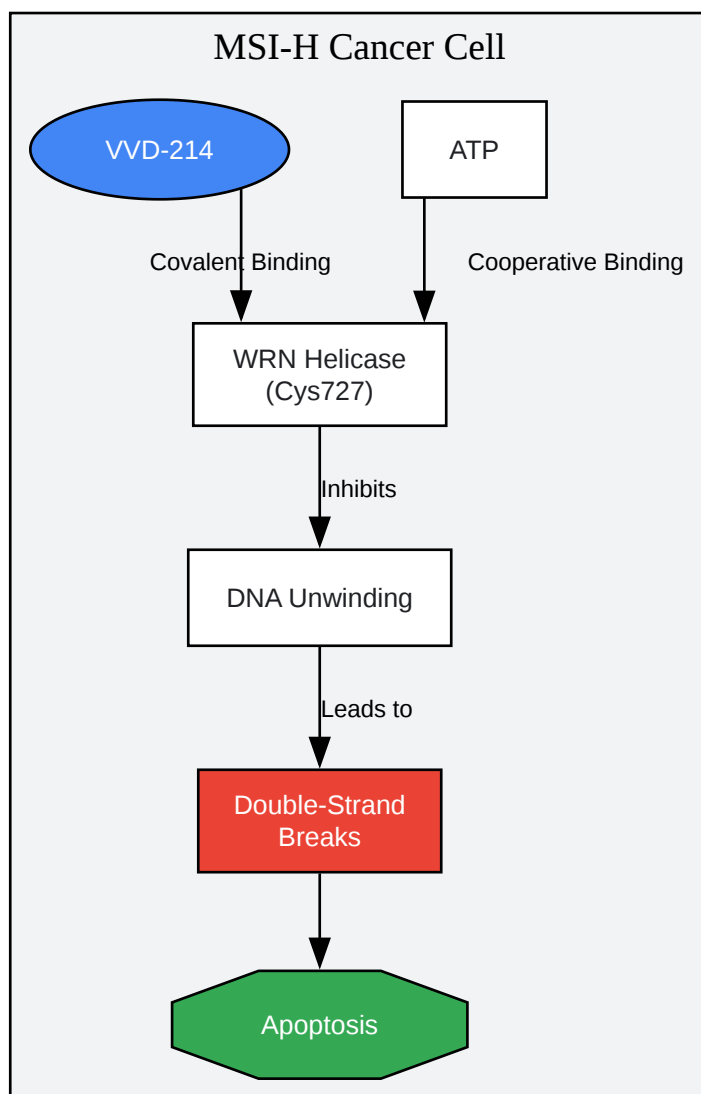 MSI-H Cancer Cell
VVD-214
ATP
Covalent Binding
Cooperative Binding
WRN Helicase
(Cys727)
Inhibits
DNA Unwinding
Leads to
Double-Strand
Breaks
Apoptosis